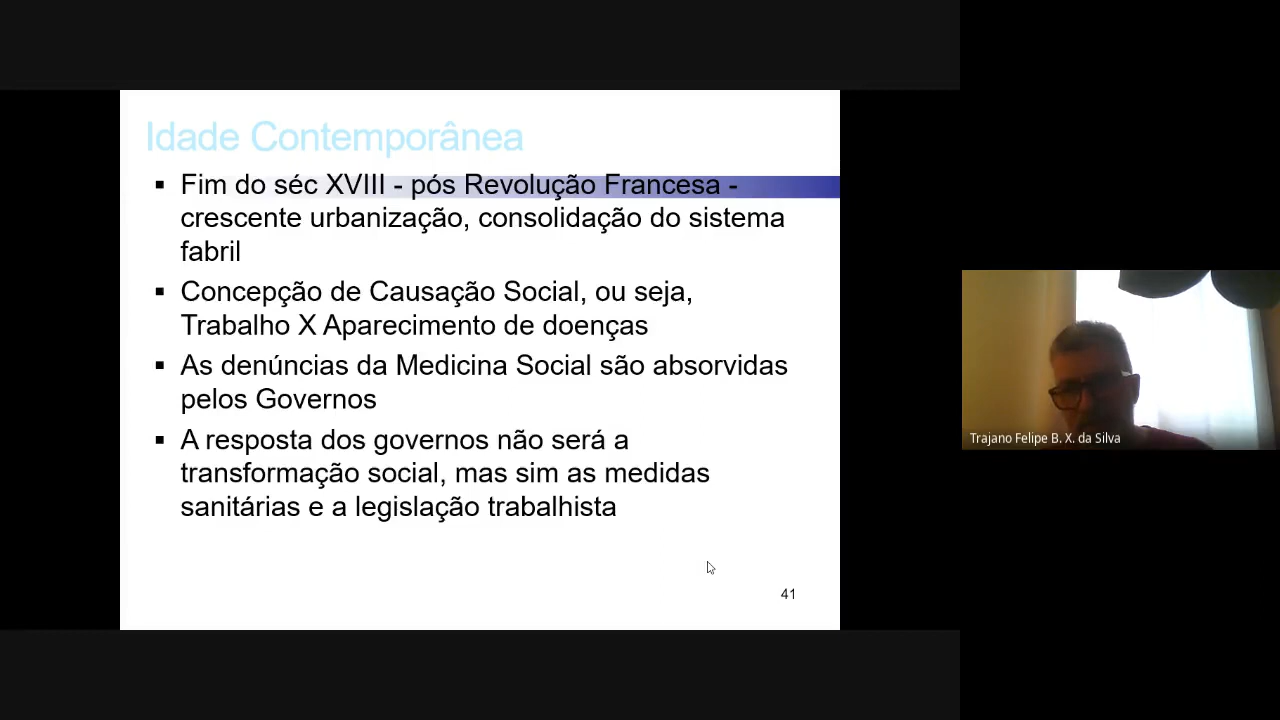 Idade Contemporânea
▪ Fim do séc XVIII - pós Revolução Francesa -
crescente urbanização, consolidação do sistema
fabril
▪ Concepção de Causação Social, ou seja,
Trabalho X Aparecimento de doenças
▪ As denúncias da Medicina Social são absorvidas
pelos Governos
▪ A resposta dos governos não será a
transformação social, mas sim as medidas
sanitárias e a legislação trabalhista
41
Trajano Felipe B. X. da Silva